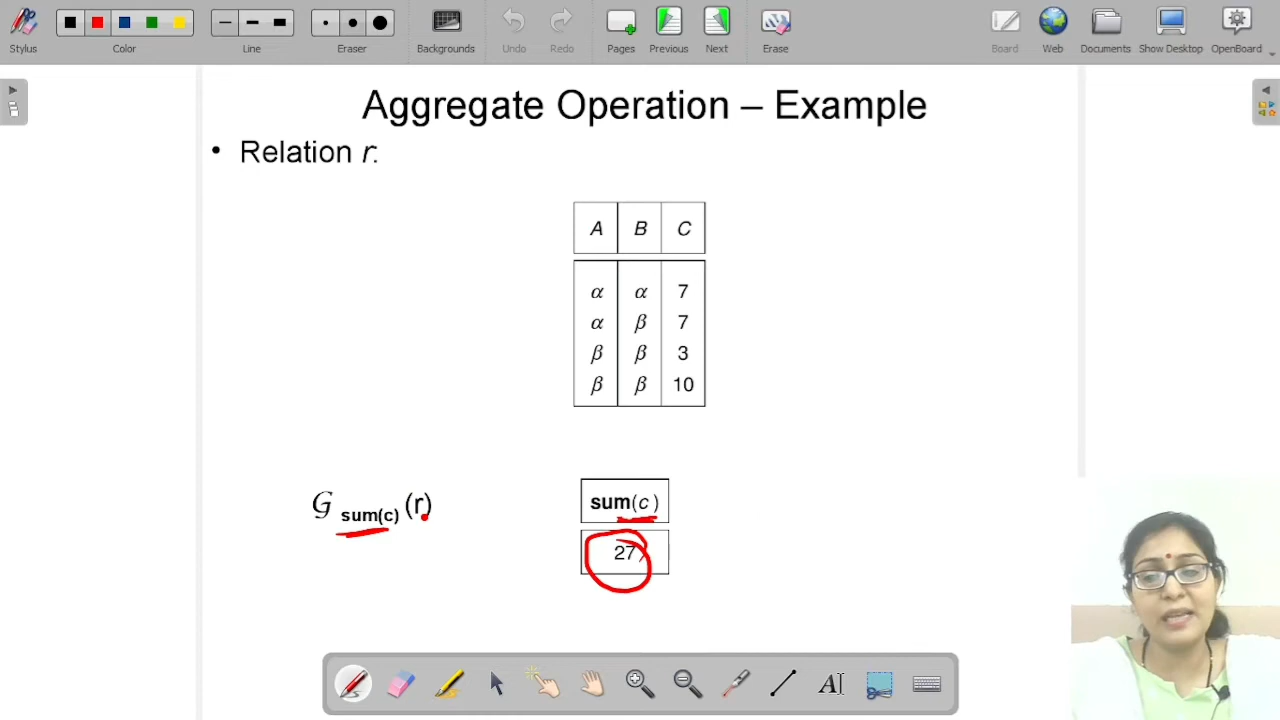 Stylus Color Line Eraser Backgrounds Undo Redo Pages Previous Next Erase Board Web Documents Show Desktop OpenBoard
Aggregate Operation – Example
• Relation r:
A B C
α α 7
α β 7
β β 3
β β 10
𝒢 sum(c) (r) sum(c)
27